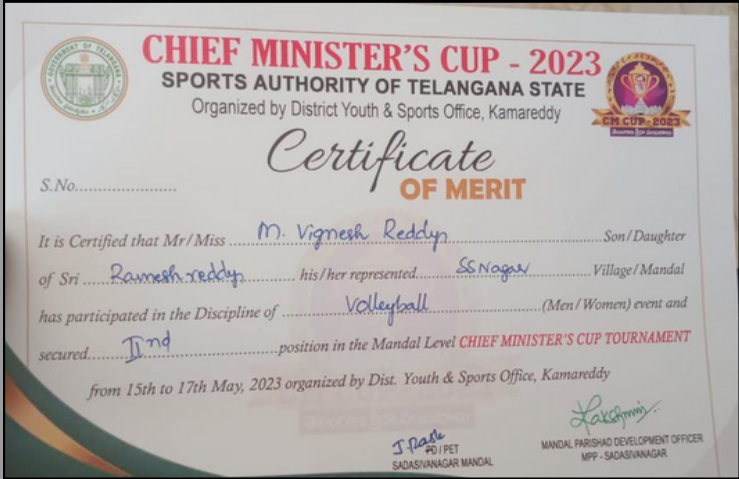 GOVERNMENT OF TELANGANA
CHIEF MINISTER'S CUP - 2023
SPORTS AUTHORITY OF TELANGANA STATE
Organized by District Youth & Sports Office, Kamareddy
CM CUP-2023
Certificate
OF MERIT
S.No......................
It is Certified that Mr/Miss ....M. Vignesh Reddy............................Son/Daughter
of Sri .....Ramesh reddy.......... his/her represented.......SSNagar............Village/Mandal
has participated in the Discipline of ............Volleyball......................(Men/Women) event and
secured......IInd......................position in the Mandal Level CHIEF MINISTER'S CUP TOURNAMENT
from 15th to 17th May, 2023 organized by Dist. Youth & Sports Office, Kamareddy
Lakshmi
PD / PET
SADASIVANAGAR MANDAL
MANDAL PARISHAD DEVELOPMENT OFFICER
MPP - SADASIVANAGAR